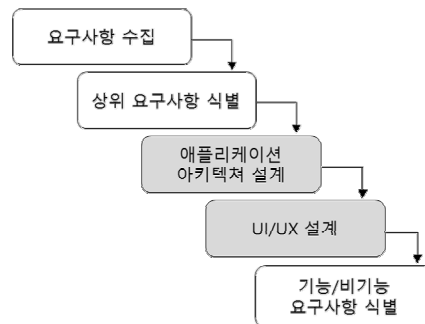 요구사항 수집
상위 요구사항 식별
애플리케이션
아키텍쳐 설계
UI/UX 설계
기능/비기능
요구사항 식별